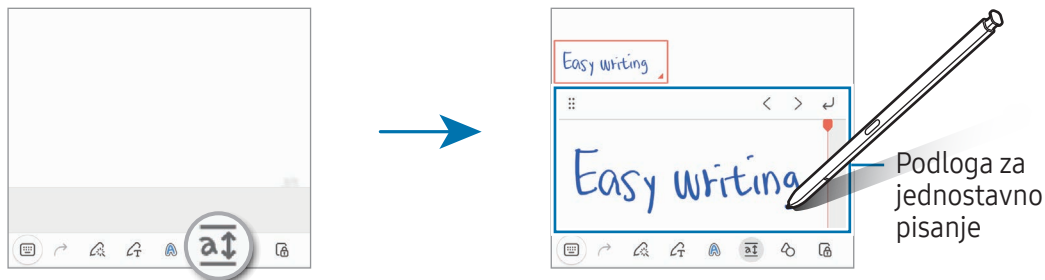 Easy writing
Easy writing
Podloga za
jednostavno
pisanje